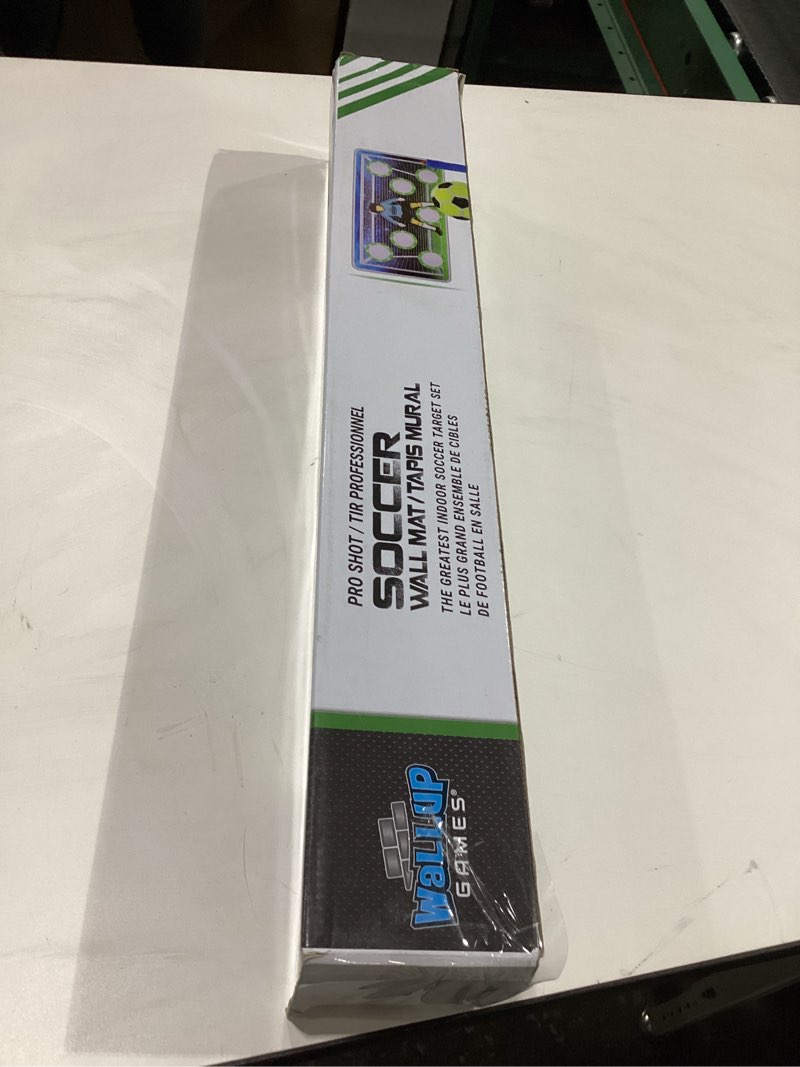 PRO SHOT / TIR PROFESSIONNEL
SOCCER
WALL MAT / TAPIS MURAL
THE GREATEST INDOOR SOCCER TARGET SET
LE PLUS GRAND ENSEMBLE DE CIBLES
DE FOOTBALL EN SALLE
WaLLUP
GAMES®